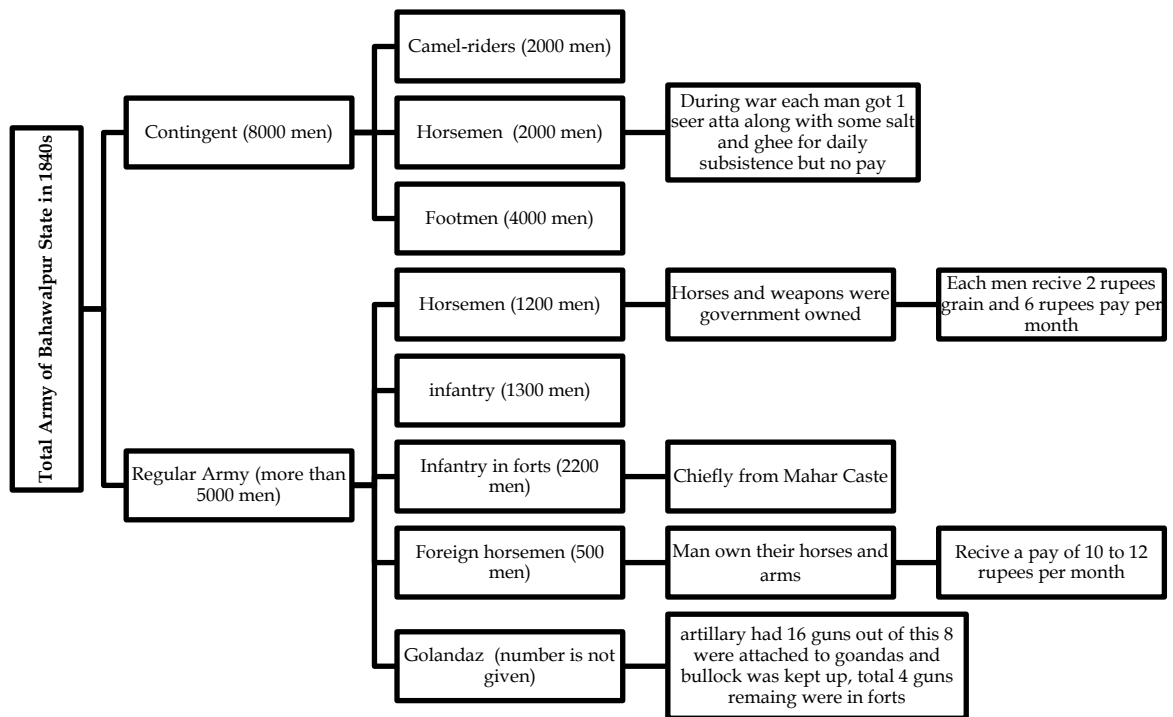 Total Army of Bahawalpur State in 1840s
Contingent (8000 men)
Camel-riders (2000 men)
Horsemen (2000 men)
During war each man got 1
seer atta along with some salt
and ghee for daily
subsistence but no pay
Footmen (4000 men)
Regular Army (more than
5000 men)
Horsemen (1200 men)
Horses and weapons were
government owned
Each men recive 2 rupees
grain and 6 rupees pay per
month
infantry (1300 men)
Infantry in forts (2200
men)
Chiefly from Mahar Caste
Foreign horsemen (500
men)
Man own their horses and
arms
Recive a pay of 10 to 12
rupees per month
Golandaz (number is not
given)
artillary had 16 guns out of this 8
were attached to goandas and
bullock was kept up, total 4 guns
remaing were in forts